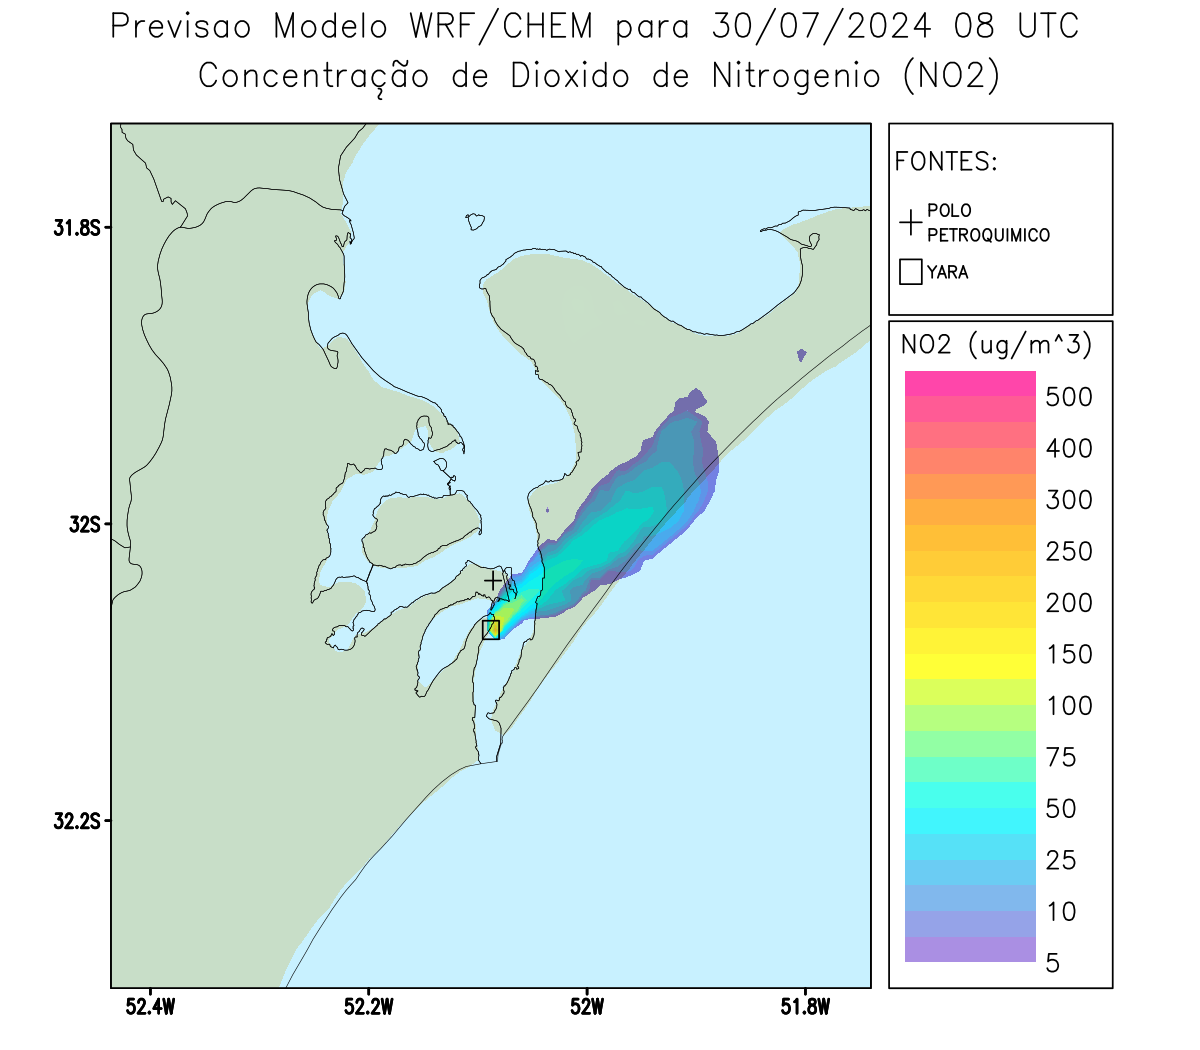 Previsao Modelo WRF/CHEM para 30/07/2024 08 UTC
Concentração de Dioxido de Nitrogenio (NO2)
FONTES:
POLO
PETROQUIMICO
YARA
31.8S
32S
32.2S
52.4W
52.2W
52W
51.8W
NO2 (ug/m^3)
500
400
300
250
200
150
100
75
50
25
10
5